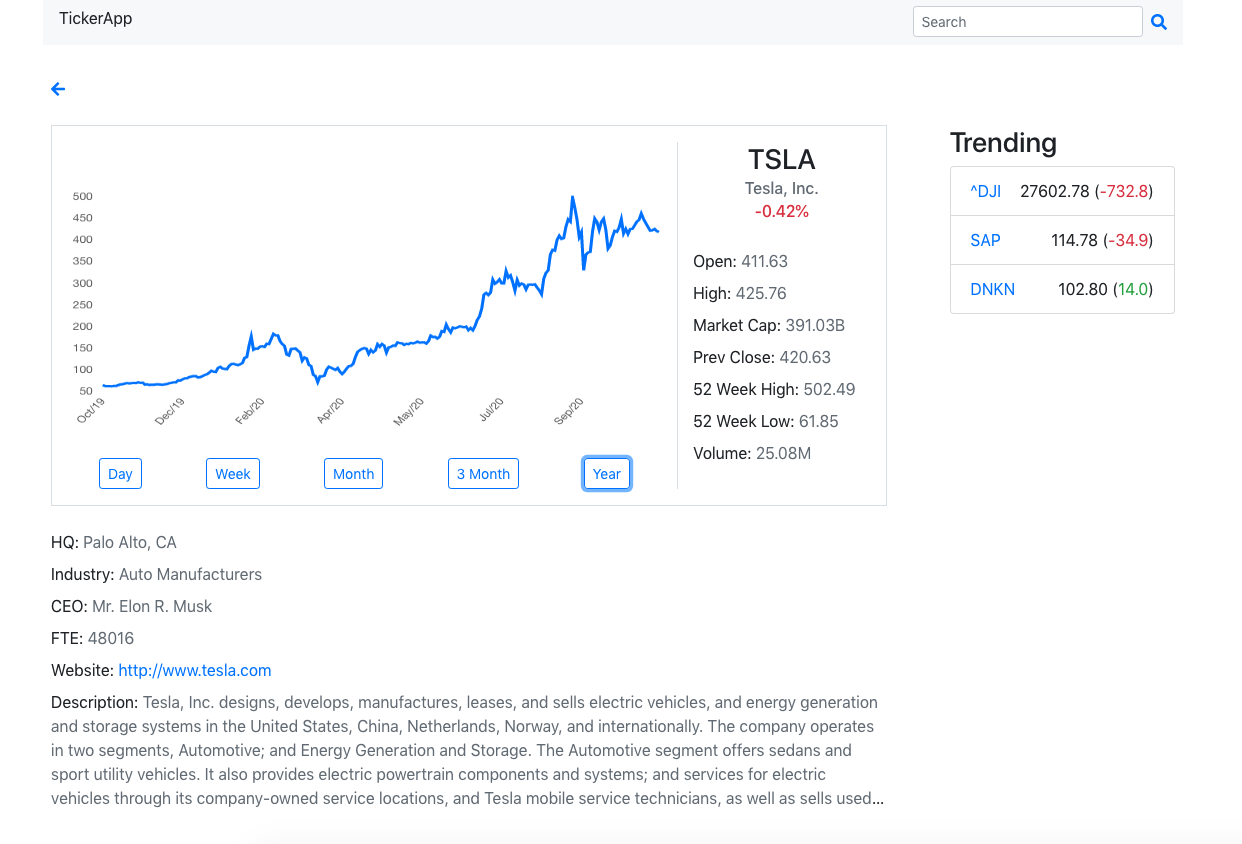 TickerApp
Search
TSLA
Tesla, Inc.
-0.42%
500
450
400
350
300
250
200
150
100
50
Oct/19
Dec/19
Feb/20
Apr/20
May/20
Jul/20
Sep/20
Day
Week
Month
3 Month
Year
Open: 411.63
High: 425.76
Market Cap: 391.03B
Prev Close: 420.63
52 Week High: 502.49
52 Week Low: 61.85
Volume: 25.08M
Trending
^DJI 27602.78 (-732.8)
SAP 114.78 (-34.9)
DNKN 102.80 (14.0)
HQ: Palo Alto, CA
Industry: Auto Manufacturers
CEO: Mr. Elon R. Musk
FTE: 48016
Website: http://www.tesla.com
Description: Tesla, Inc. designs, develops, manufactures, leases, and sells electric vehicles, and energy generation
and storage systems in the United States, China, Netherlands, Norway, and internationally. The company operates
in two segments, Automotive; and Energy Generation and Storage. The Automotive segment offers sedans and
sport utility vehicles. It also provides electric powertrain components and systems; and services for electric
vehicles through its company-owned service locations, and Tesla mobile service technicians, as well as sells used...